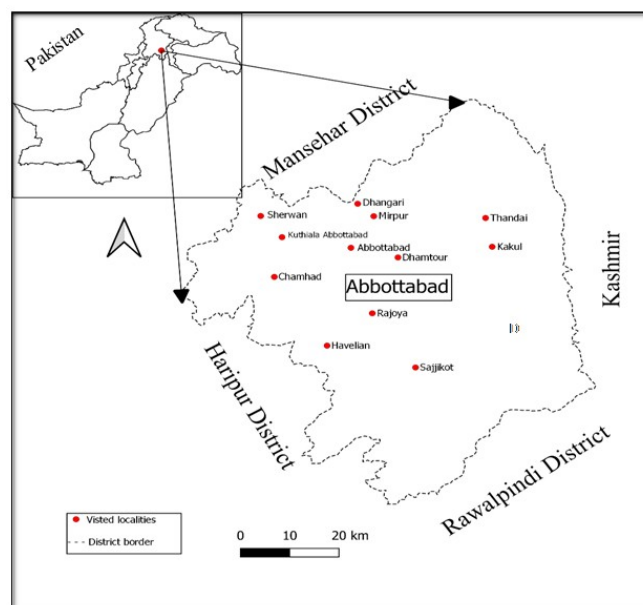 Pakistan
Mansehar District
Dhangari
Sherwan
Mirpur
Thandai
Kuthiala Abbottabad
Abbottabad
Kakul
Dhamtour
Kashmir
Chamhad
Abbottabad
Rajoya
Havelian
Haripur District
Sajjikot
Rawalpindi District
Visted localities
District border
0 10 20 km